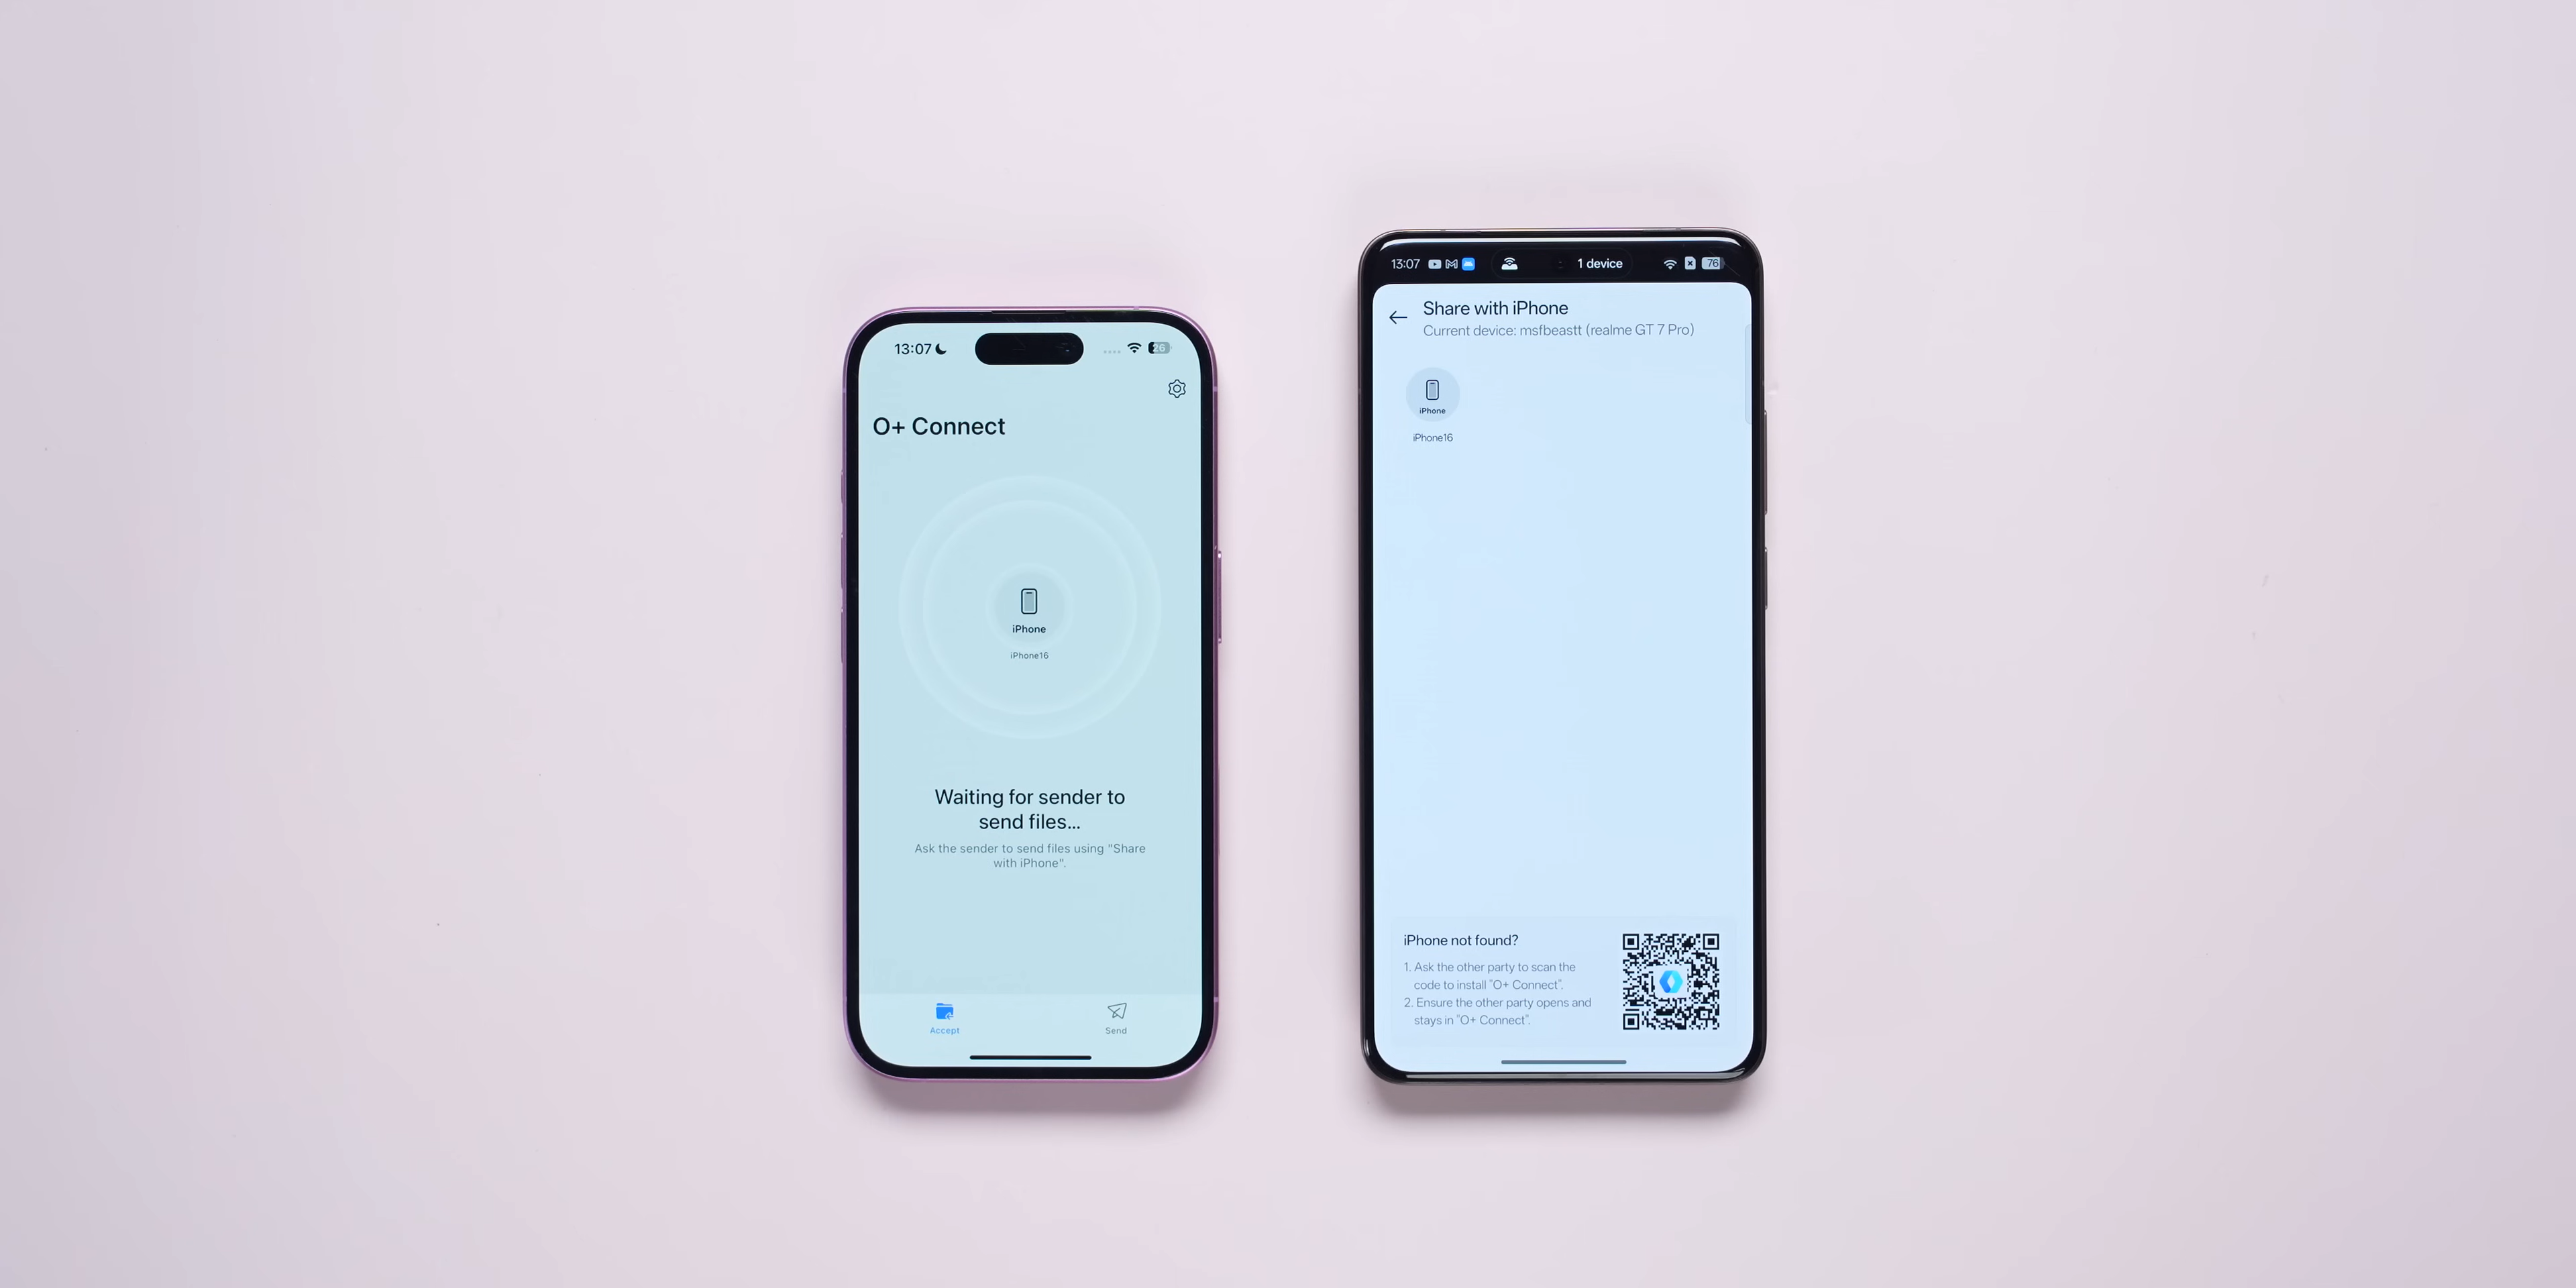 13:07
26
O+ Connect
iPhone
iPhone16
Waiting for sender to
send files...
Ask the sender to send files using "Share
with iPhone".
Accept
Send
13:07
1 device
76
Share with iPhone
Current device: msfbeastt (realme GT 7 Pro)
iPhone
iPhone16
iPhone not found?
1. Ask the other party to scan the
code to install "O+ Connect".
2. Ensure the other party opens and
stays in "O+ Connect".